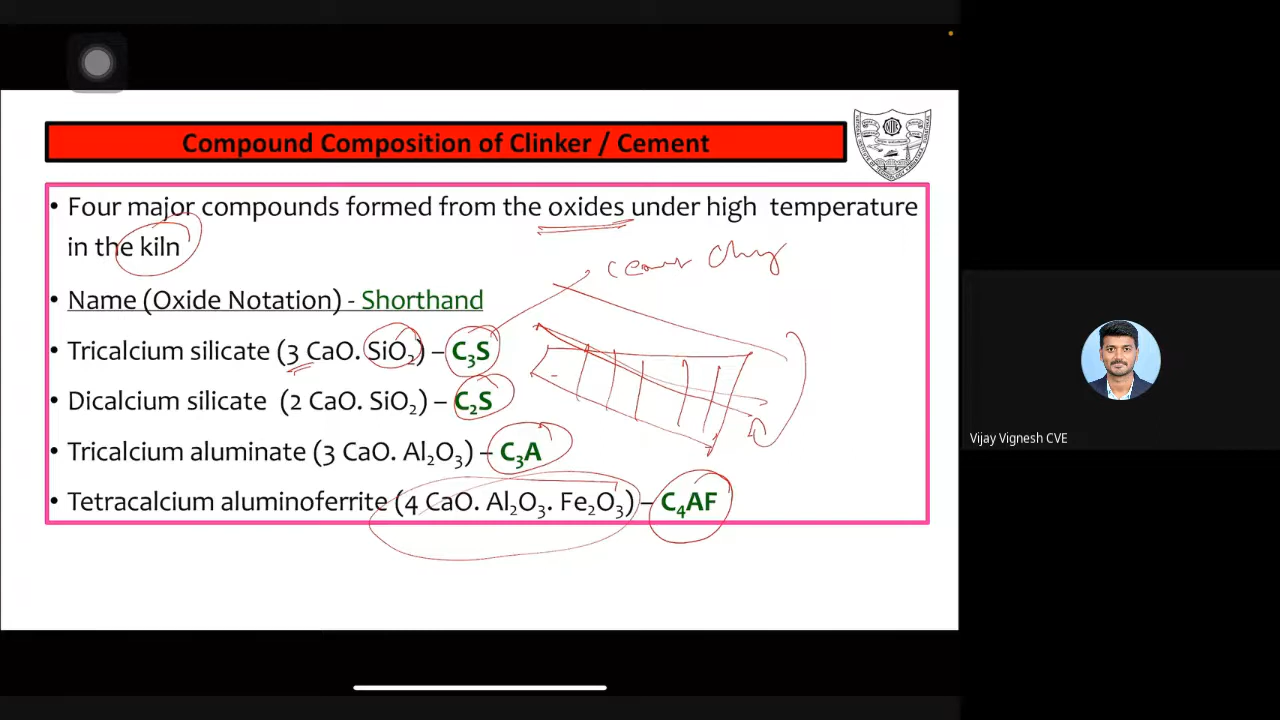 Compound Composition of Clinker / Cement
• Four major compounds formed from the oxides under high temperature
in the kiln
cement
• Name (Oxide Notation) - Shorthand
• Tricalcium silicate (3 CaO. SiO₂) – C₃S
• Dicalcium silicate (2 CaO. SiO₂) – C₂S
• Tricalcium aluminate (3 CaO. Al₂O₃) – C₃A
• Tetracalcium aluminoferrite (4 CaO. Al₂O₃. Fe₂O₃) – C₄AF
Vijay Vignesh CVE